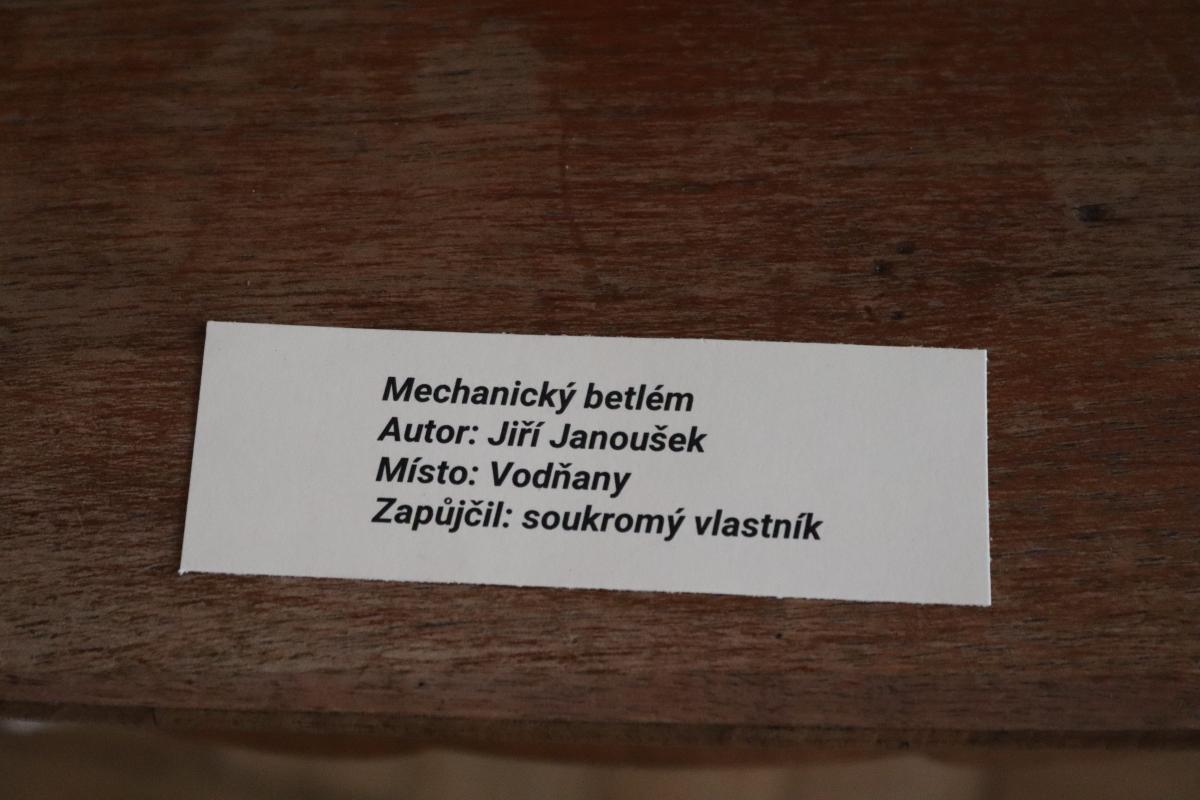 Mechanický betlém
Autor: Jiří Janoušek
Místo: Vodňany
Zapůjčil: soukromý vlastník